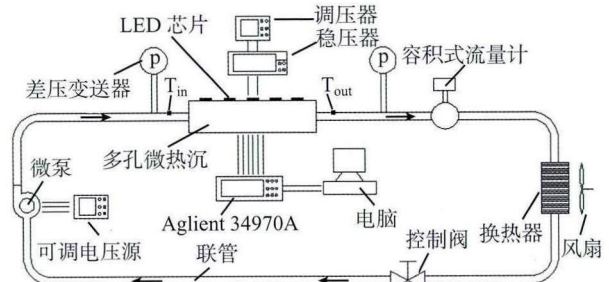 LED 芯片
调压器
稳压器
p
p
容积式流量计
差压变送器
Tin
Tout
多孔微热沉
微泵
Aglient 34970A
电脑
换热器
风扇
可调电压源
联管
控制阀